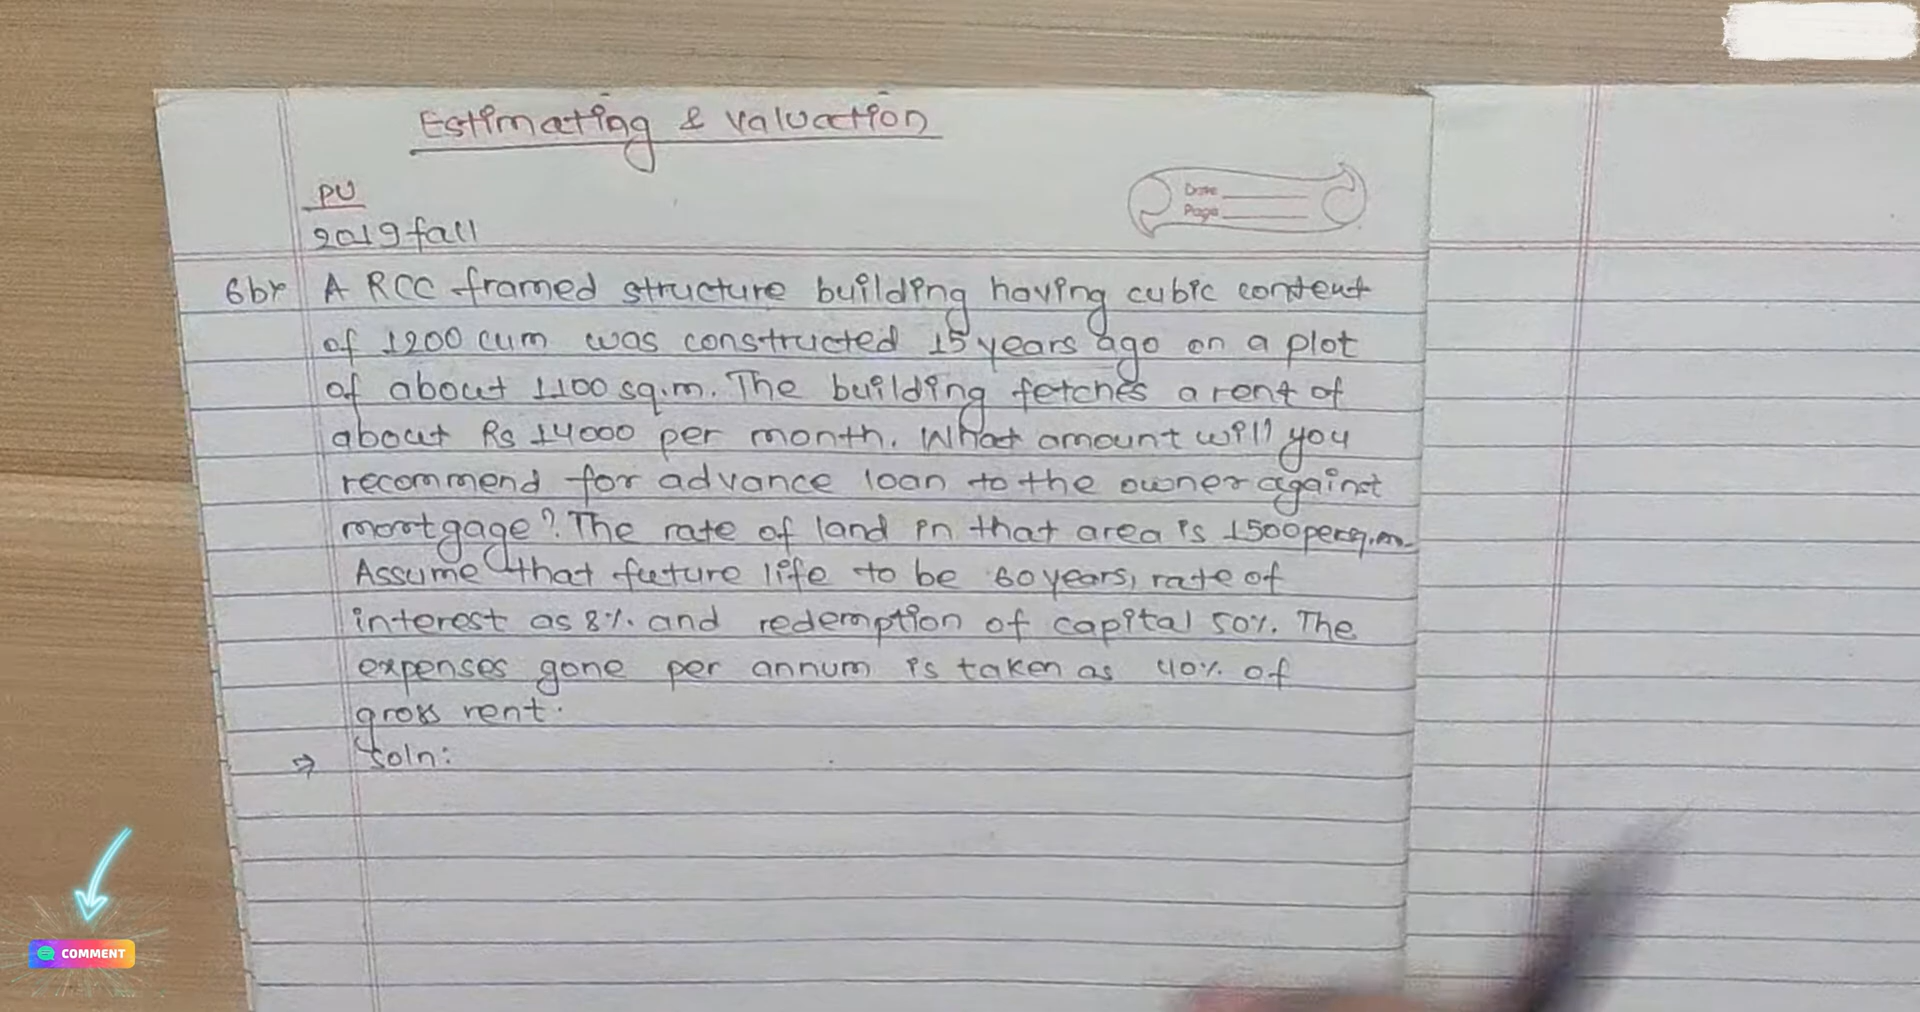 Estimating & Valuation
PU
2019 fall
Date
Page
6b> A RCC framed structure building having cubic content
of 1200 cum was constructed 15 years ago on a plot
of about 1100 sq.m. The building fetches a rent of
about Rs 14000 per month. What amount will you
recommend for advance loan to the owner against
mortgage? The rate of land in that area is 1500 per sq.m.
Assume that future life to be 60 years, rate of
interest as 8% and redemption of capital 50%. The
expenses gone per annum is taken as 40% of
gross rent.
⇒ Soln:
COMMENT